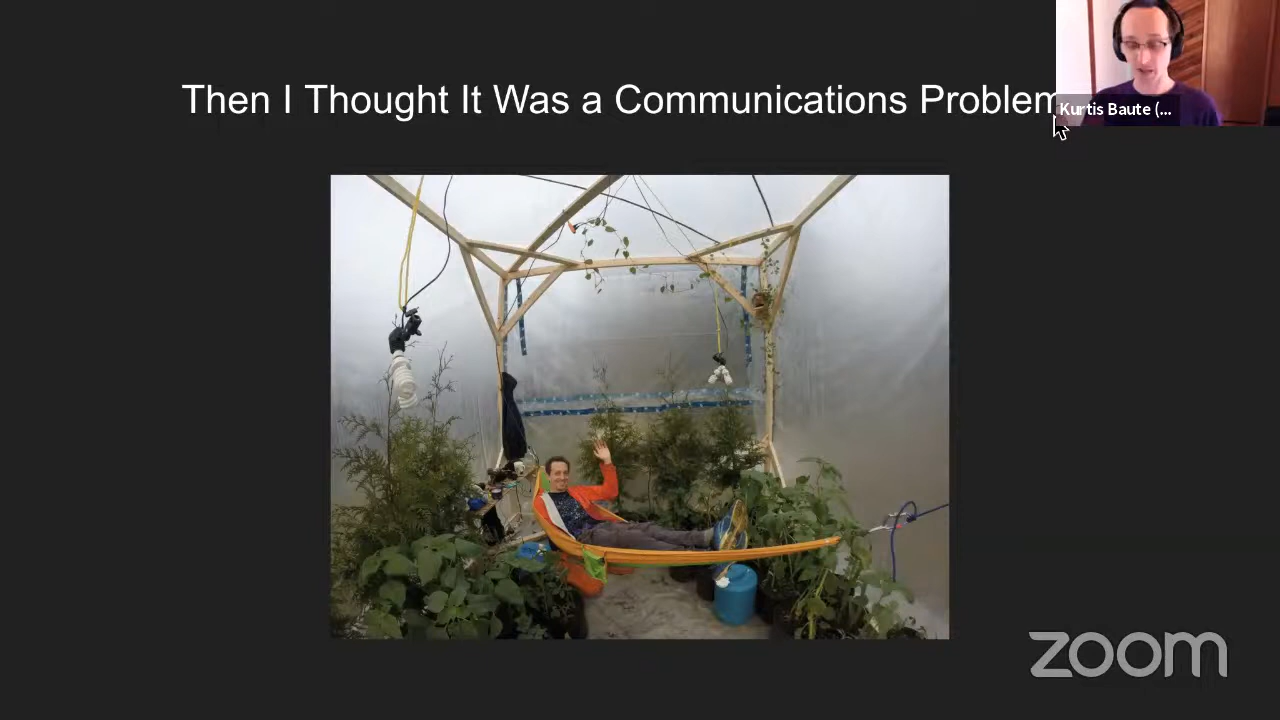 Then I Thought It Was a Communications Problem
Kurtis Baute (...
zoom